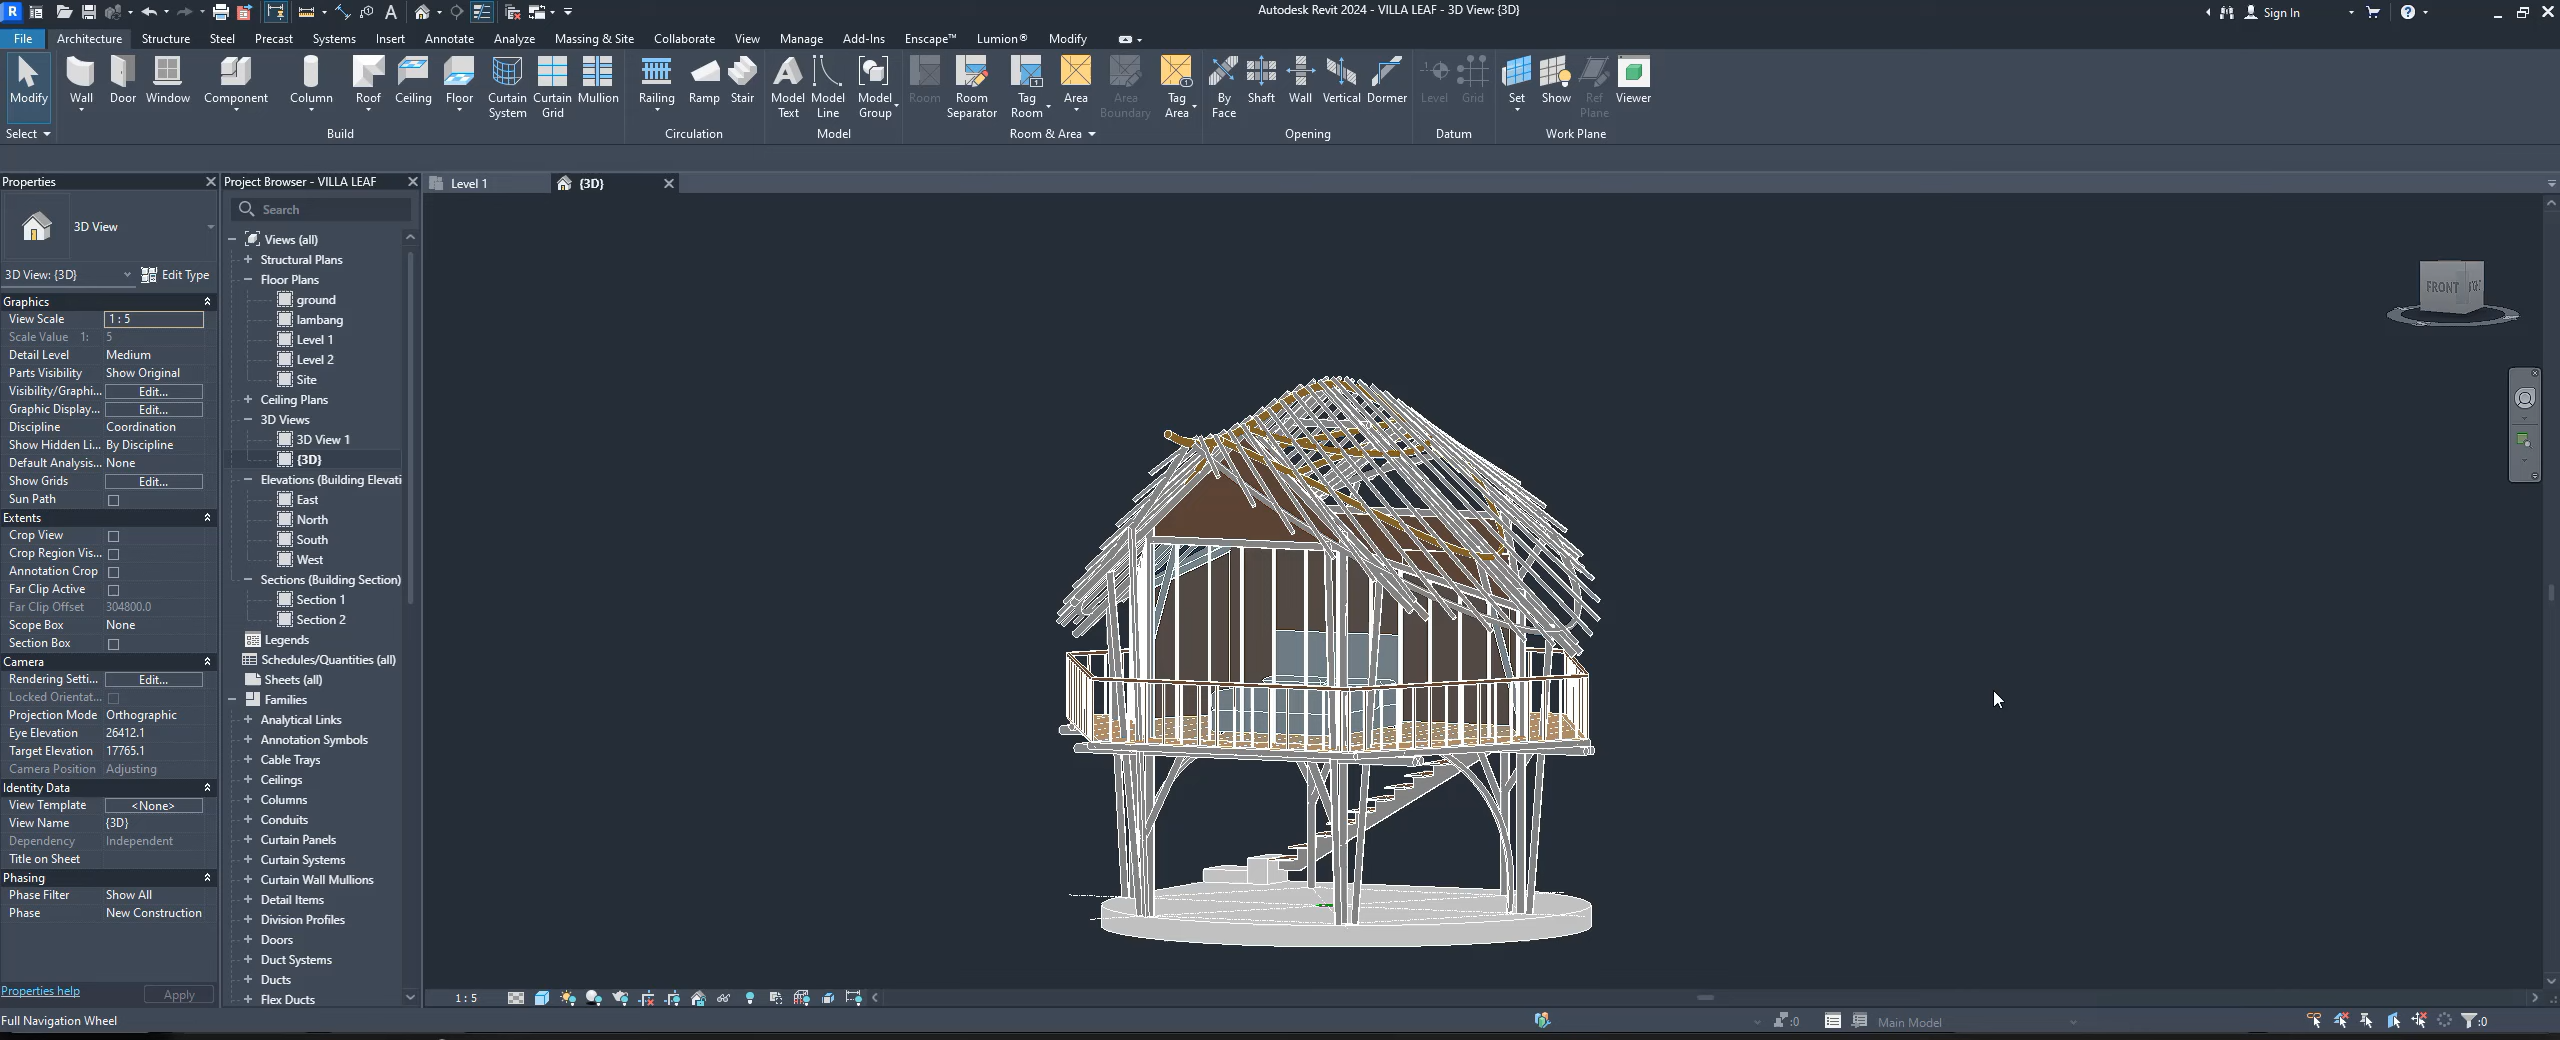 Autodesk Revit 2024 - VILLA LEAF - 3D View: {3D}
Sign In
File Architecture Structure Steel Precast Systems Insert Annotate Analyze Massing & Site Collaborate View Manage Add-Ins Enscape™ Lumion® Modify
Modify Wall Door Window Component Column Roof Ceiling Floor Curtain System Curtain Grid Mullion Railing Ramp Stair Model Text Model Line Model Group Room Room Separator Tag Room Area Area Boundary Tag Area By Face Shaft Wall Vertical Dormer Level Grid Set Show Ref Plane Viewer
Select Build Circulation Model Room & Area Opening Datum Work Plane
Properties
3D View
3D View: {3D} Edit Type
Graphics
View Scale 1 : 5
Scale Value 1: 5
Detail Level Medium
Parts Visibility Show Original
Visibility/Graphi... Edit...
Graphic Display... Edit...
Discipline Coordination
Show Hidden Li... By Discipline
Default Analysis... None
Show Grids Edit...
Sun Path
Extents
Crop View
Crop Region Vis...
Annotation Crop
Far Clip Active
Far Clip Offset 304800.0
Scope Box None
Section Box
Camera
Rendering Setti... Edit...
Locked Orientat...
Projection Mode Orthographic
Eye Elevation 26412.1
Target Elevation 17765.1
Camera Position Adjusting
Identity Data
View Template <None>
View Name {3D}
Dependency Independent
Title on Sheet
Phasing
Phase Filter Show All
Phase New Construction
Properties help Apply
Project Browser - VILLA LEAF
Search
Views (all)
Structural Plans
Floor Plans
ground
lambang
Level 1
Level 2
Site
Ceiling Plans
3D Views
3D View 1
{3D}
Elevations (Building Elevati
East
North
South
West
Sections (Building Section)
Section 1
Section 2
Legends
Schedules/Quantities (all)
Sheets (all)
Families
Analytical Links
Annotation Symbols
Cable Trays
Ceilings
Columns
Conduits
Curtain Panels
Curtain Systems
Curtain Wall Mullions
Detail Items
Division Profiles
Doors
Duct Systems
Ducts
Flex Ducts
Level 1
{3D}
FRONT
1 : 5
Full Navigation Wheel
:0
Main Model
:0